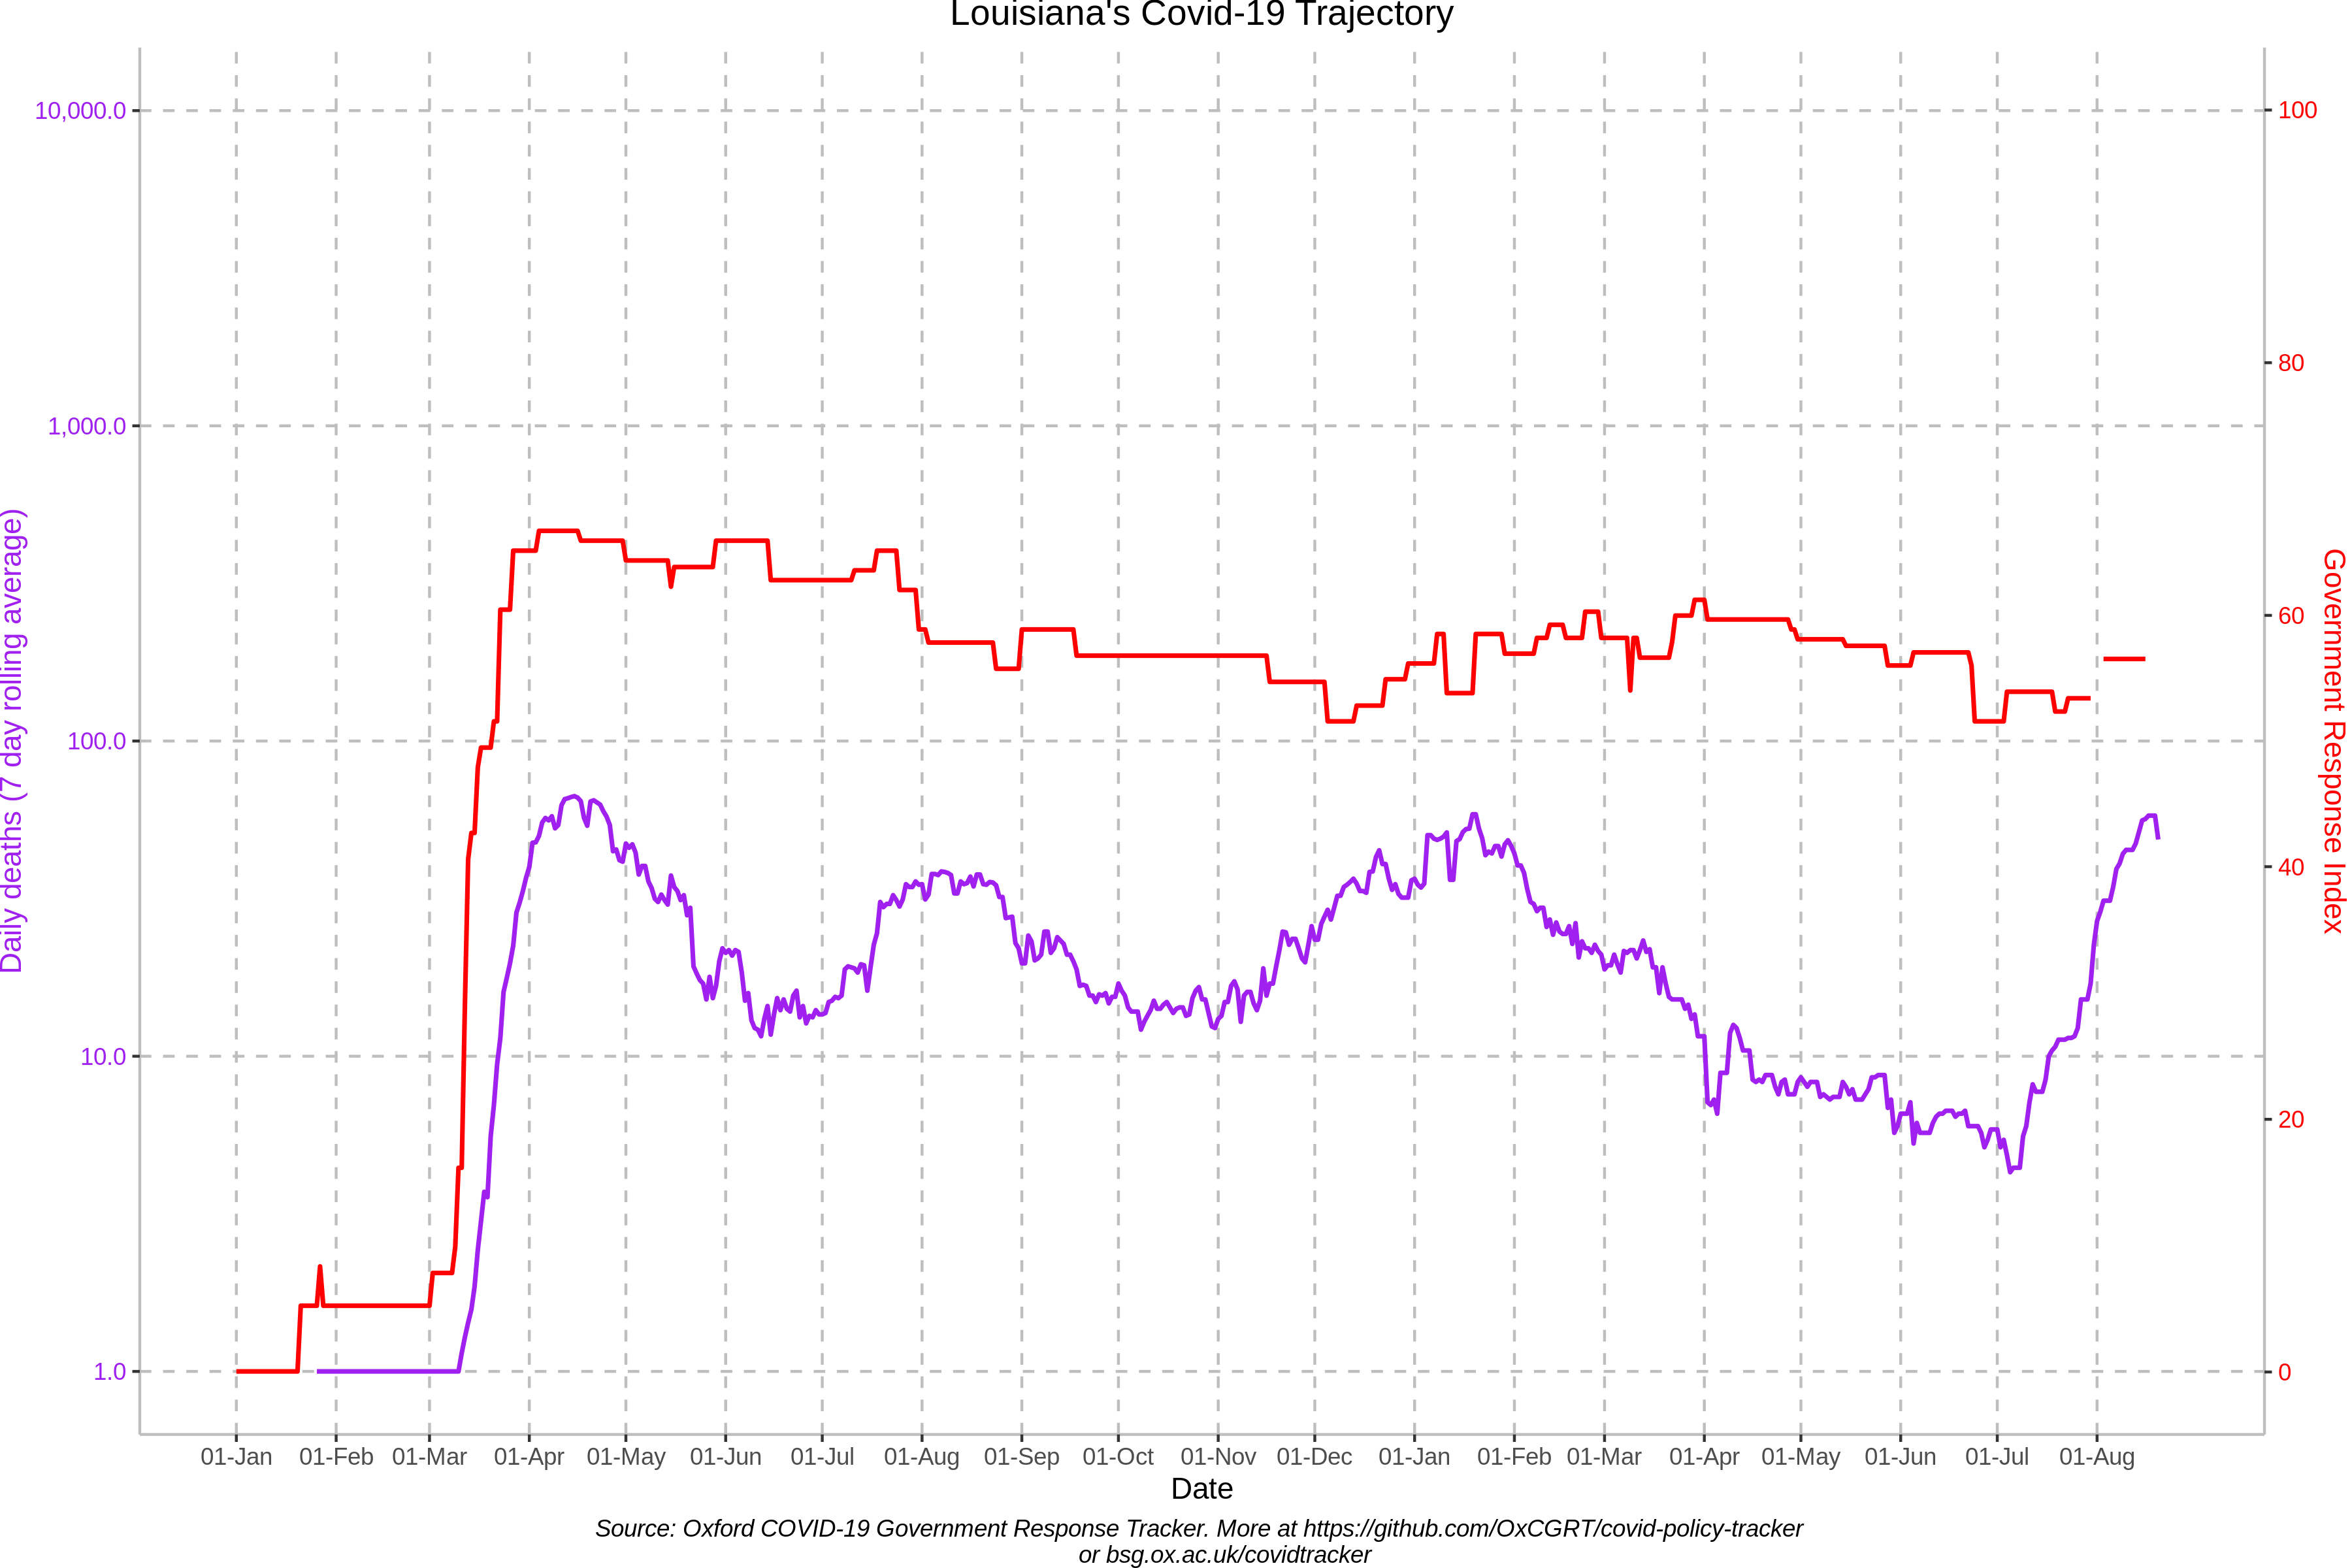 Louisiana's Covid-19 Trajectory
10,000.0
1,000.0
100.0
10.0
1.0
Daily deaths (7 day rolling average)
100
80
60
40
20
0
Government Response Index
01-Jan 01-Feb 01-Mar 01-Apr 01-May 01-Jun 01-Jul 01-Aug 01-Sep 01-Oct 01-Nov 01-Dec 01-Jan 01-Feb 01-Mar 01-Apr 01-May 01-Jun 01-Jul 01-Aug
Date
Source: Oxford COVID-19 Government Response Tracker. More at https://github.com/OxCGRT/covid-policy-tracker
or bsg.ox.ac.uk/covidtracker